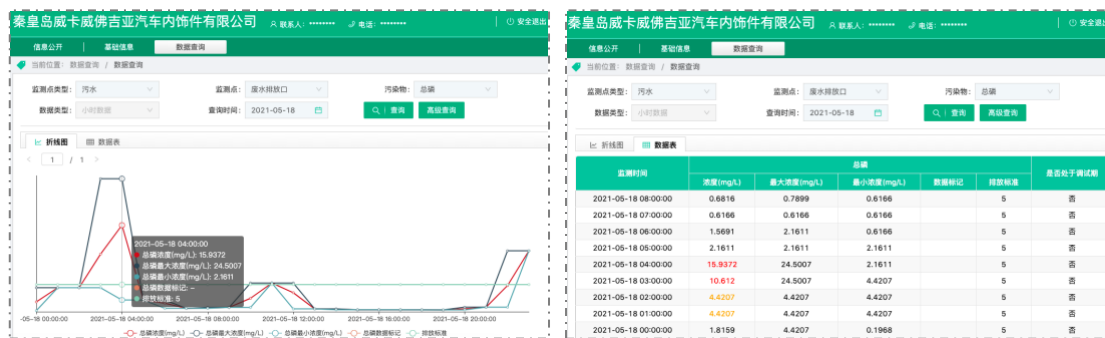 秦皇岛威卡威佛吉亚汽车内饰件有限公司 联系人：******** 电话：******** 安全退出
信息公开 基础信息 数据查询
当前位置：数据查询 / 数据查询
监测点类型：污水 监测点：废水排放口 污染物：总磷
数据类型：小时数据 查询时间：2021-05-18 查询 高级查询
折线图 数据表
1 / 1
2021-05-18 04:00:00
总磷浓度(mg/L): 15.9372
总磷最大浓度(mg/L): 24.5007
总磷最小浓度(mg/L): 2.1611
总磷数据标记: –
排放标准: 5
-05-18 00:00:00 2021-05-18 04:00:00 2021-05-18 08:00:00 2021-05-18 12:00:00 2021-05-18 16:00:00 2021-05-18 20:00:00
总磷浓度(mg/L) 总磷最大浓度(mg/L) 总磷最小浓度(mg/L) 总磷数据标记 排放标准
秦皇岛威卡威佛吉亚汽车内饰件有限公司 联系人：******** 电话：******** 安全退出
信息公开 基础信息 数据查询
当前位置：数据查询 / 数据查询
监测点类型：污水 监测点：废水排放口 污染物：总磷
数据类型：小时数据 查询时间：2021-05-18 查询 高级查询
折线图 数据表
监测时间 总磷 是否处于调试期
浓度(mg/L) 最大浓度(mg/L) 最小浓度(mg/L) 数据标记 排放标准
2021-05-18 08:00:00 0.6816 0.7899 0.6166 5 否
2021-05-18 07:00:00 0.6166 0.6166 0.6166 5 否
2021-05-18 06:00:00 1.5691 2.1611 0.6166 5 否
2021-05-18 05:00:00 2.1611 2.1611 2.1611 5 否
2021-05-18 04:00:00 15.9372 24.5007 2.1611 5 否
2021-05-18 03:00:00 10.612 24.5007 4.4207 5 否
2021-05-18 02:00:00 4.4207 4.4207 4.4207 5 否
2021-05-18 01:00:00 4.4207 4.4207 4.4207 5 否
2021-05-18 00:00:00 1.8159 4.4207 0.1968 5 否